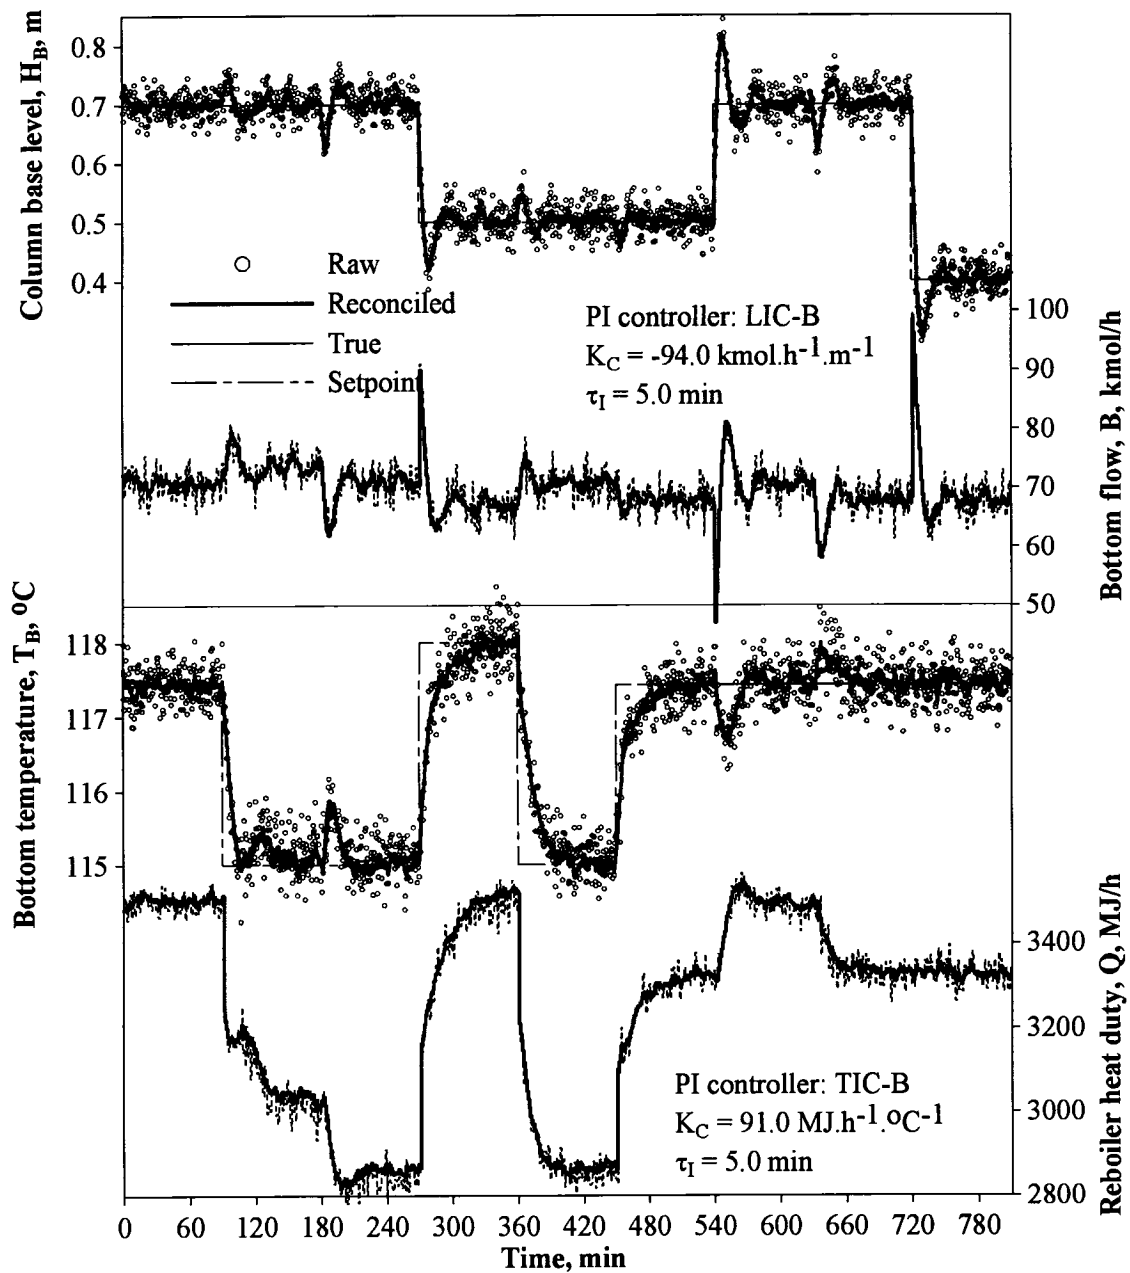 Column base level, H_B, m
0.8
0.7
0.6
0.5
0.4
Raw
Reconciled
True
Setpoint
PI controller: LIC-B
K_C = -94.0 kmol.h⁻¹.m⁻¹
τ_I = 5.0 min
100
90
80
70
60
50
Bottom flow, B, kmol/h
Bottom temperature, T_B, ºC
118
117
116
115
3400
3200
3000
2800
Reboiler heat duty, Q, MJ/h
PI controller: TIC-B
K_C = 91.0 MJ.h⁻¹.ºC⁻¹
τ_I = 5.0 min
0 60 120 180 240 300 360 420 480 540 600 660 720 780
Time, min